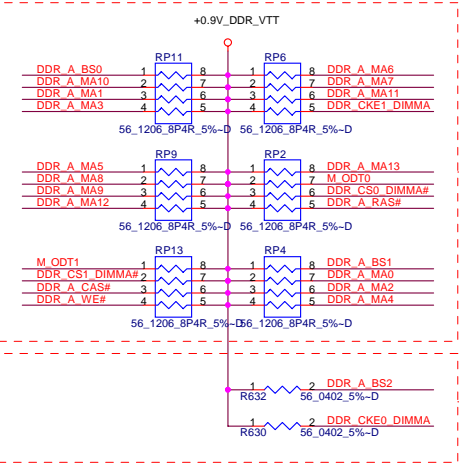 +0.9V_DDR_VTT
RP11 RP6
DDR_A_BS0 1 8 1 8 DDR_A_MA6
DDR_A_MA10 2 7 2 7 DDR_A_MA7
DDR_A_MA1 3 6 3 6 DDR_A_MA11
DDR_A_MA3 4 5 4 5 DDR_CKE1_DIMMA
56_1206_8P4R_5%~D 56_1206_8P4R_5%~D
RP9 RP2
DDR_A_MA5 1 8 1 8 DDR_A_MA13
DDR_A_MA8 2 7 2 7 M_ODT0
DDR_A_MA9 3 6 3 6 DDR_CS0_DIMMA#
DDR_A_MA12 4 5 4 5 DDR_A_RAS#
56_1206_8P4R_5%~D 56_1206_8P4R_5%~D
RP13 RP4
M_ODT1 1 8 1 8 DDR_A_BS1
DDR_CS1_DIMMA# 2 7 2 7 DDR_A_MA0
DDR_A_CAS# 3 6 3 6 DDR_A_MA2
DDR_A_WE# 4 5 4 5 DDR_A_MA4
56_1206_8P4R_5%~D 56_1206_8P4R_5%~D
1 2 DDR_A_BS2
R632 56_0402_5%~D
1 2 DDR_CKE0_DIMMA
R630 56_0402_5%~D